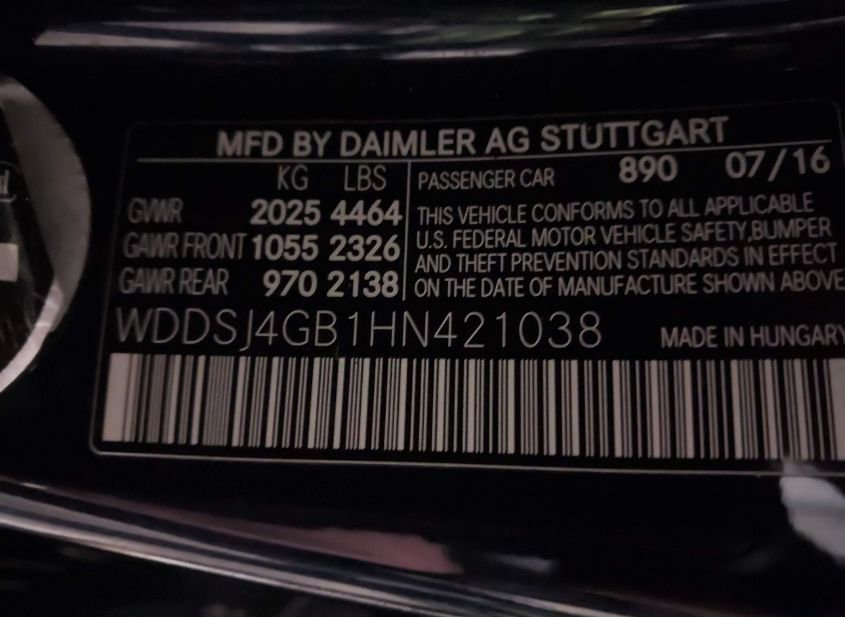 MFD BY DAIMLER AG STUTTGART
KG LBS
GVWR 2025 4464
GAWR FRONT 1055 2326
GAWR REAR 970 2138
PASSENGER CAR 890 07/16
THIS VEHICLE CONFORMS TO ALL APPLICABLE
U.S. FEDERAL MOTOR VEHICLE SAFETY,BUMPER
AND THEFT PREVENTION STANDARDS IN EFFECT
ON THE DATE OF MANUFACTURE SHOWN ABOVE
WDDSJ4GB1HN421038 MADE IN HUNGARY